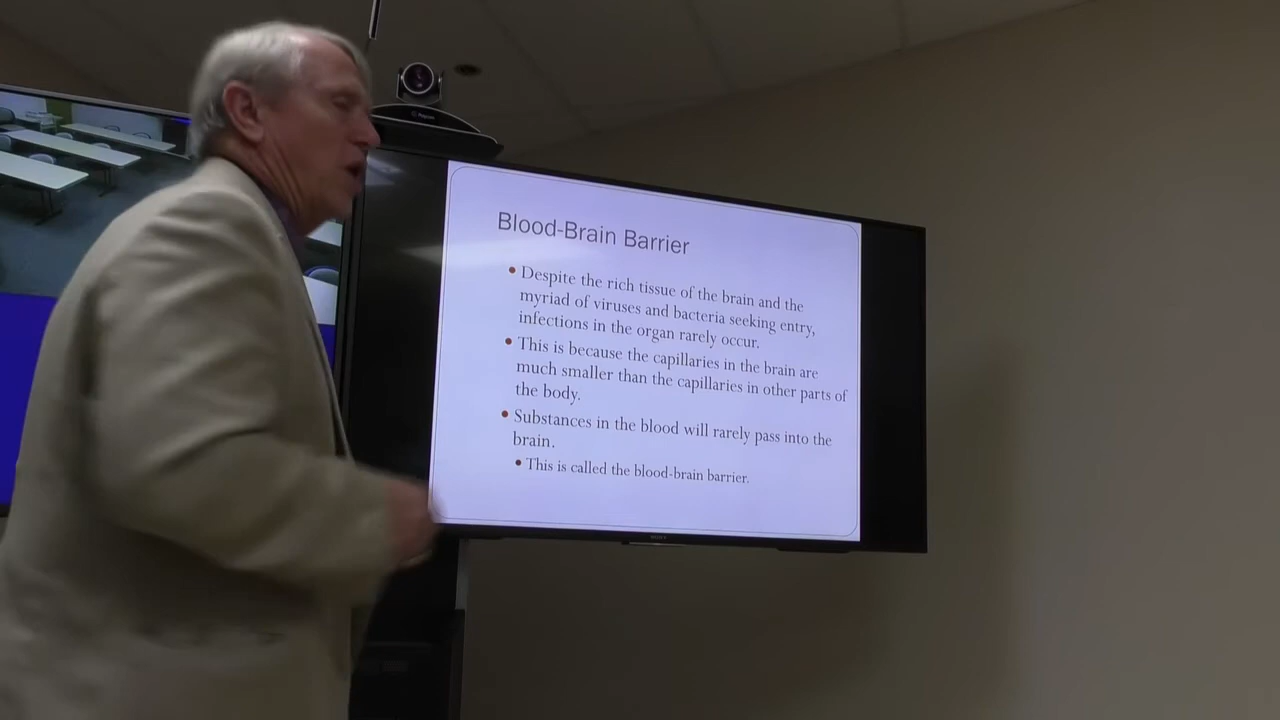 Polycom
Blood-Brain Barrier
• Despite the rich tissue of the brain and the
myriad of viruses and bacteria seeking entry,
infections in the organ rarely occur.
• This is because the capillaries in the brain are
much smaller than the capillaries in other parts of
the body.
• Substances in the blood will rarely pass into the
brain.
• This is called the blood-brain barrier.
SONY